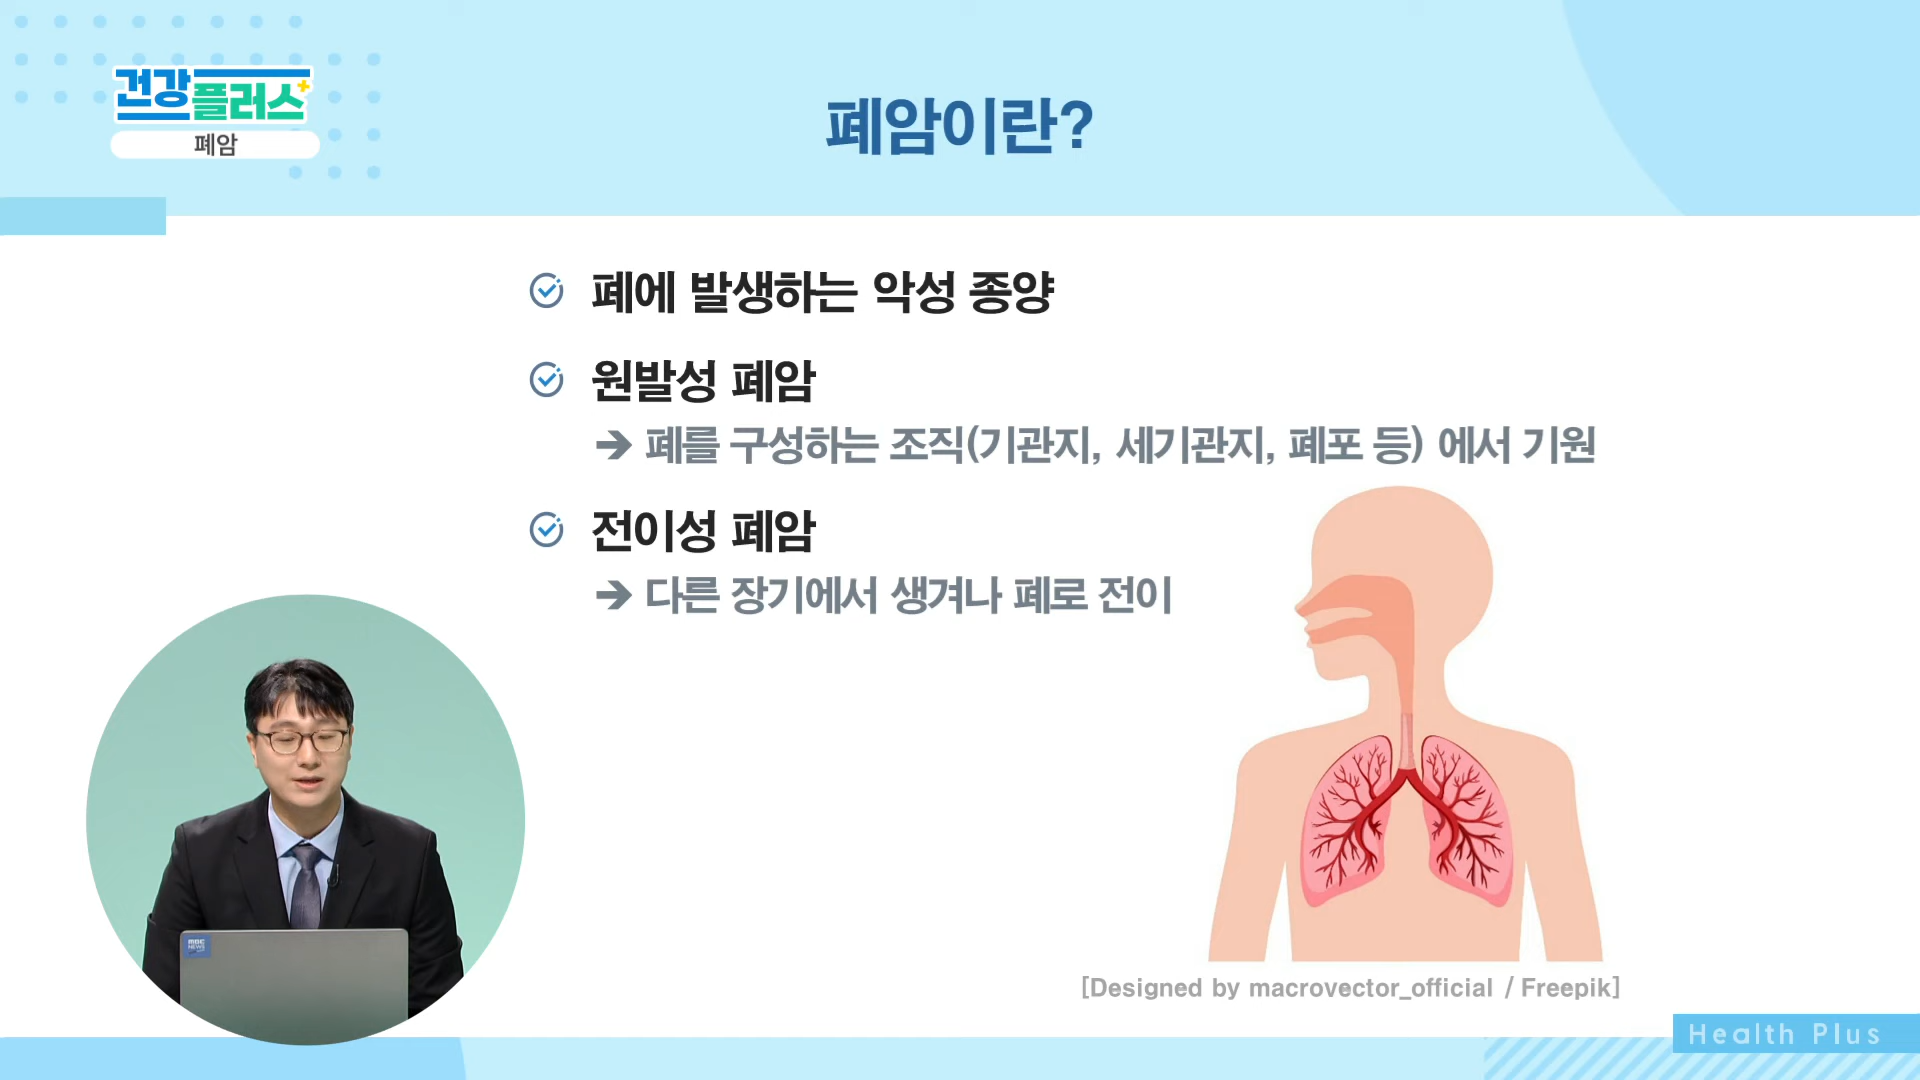 건강플러스+
폐암
폐암이란?
폐에 발생하는 악성 종양
원발성 폐암
→ 폐를 구성하는 조직(기관지, 세기관지, 폐포 등) 에서 기원
전이성 폐암
→ 다른 장기에서 생겨나 폐로 전이
MBC
NEWS
[Designed by macrovector_official / Freepik]
Health Plus